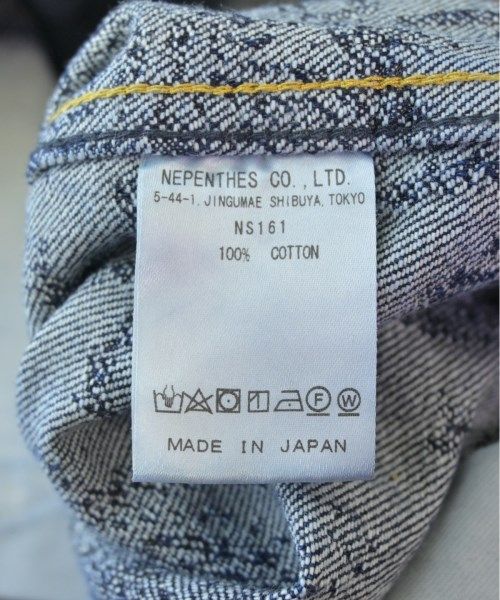 NEPENTHES CO.,LTD.
5-44-1.JINGUMAE SHIBUYA,TOKYO
NS161
100% COTTON
F W
MADE IN JAPAN